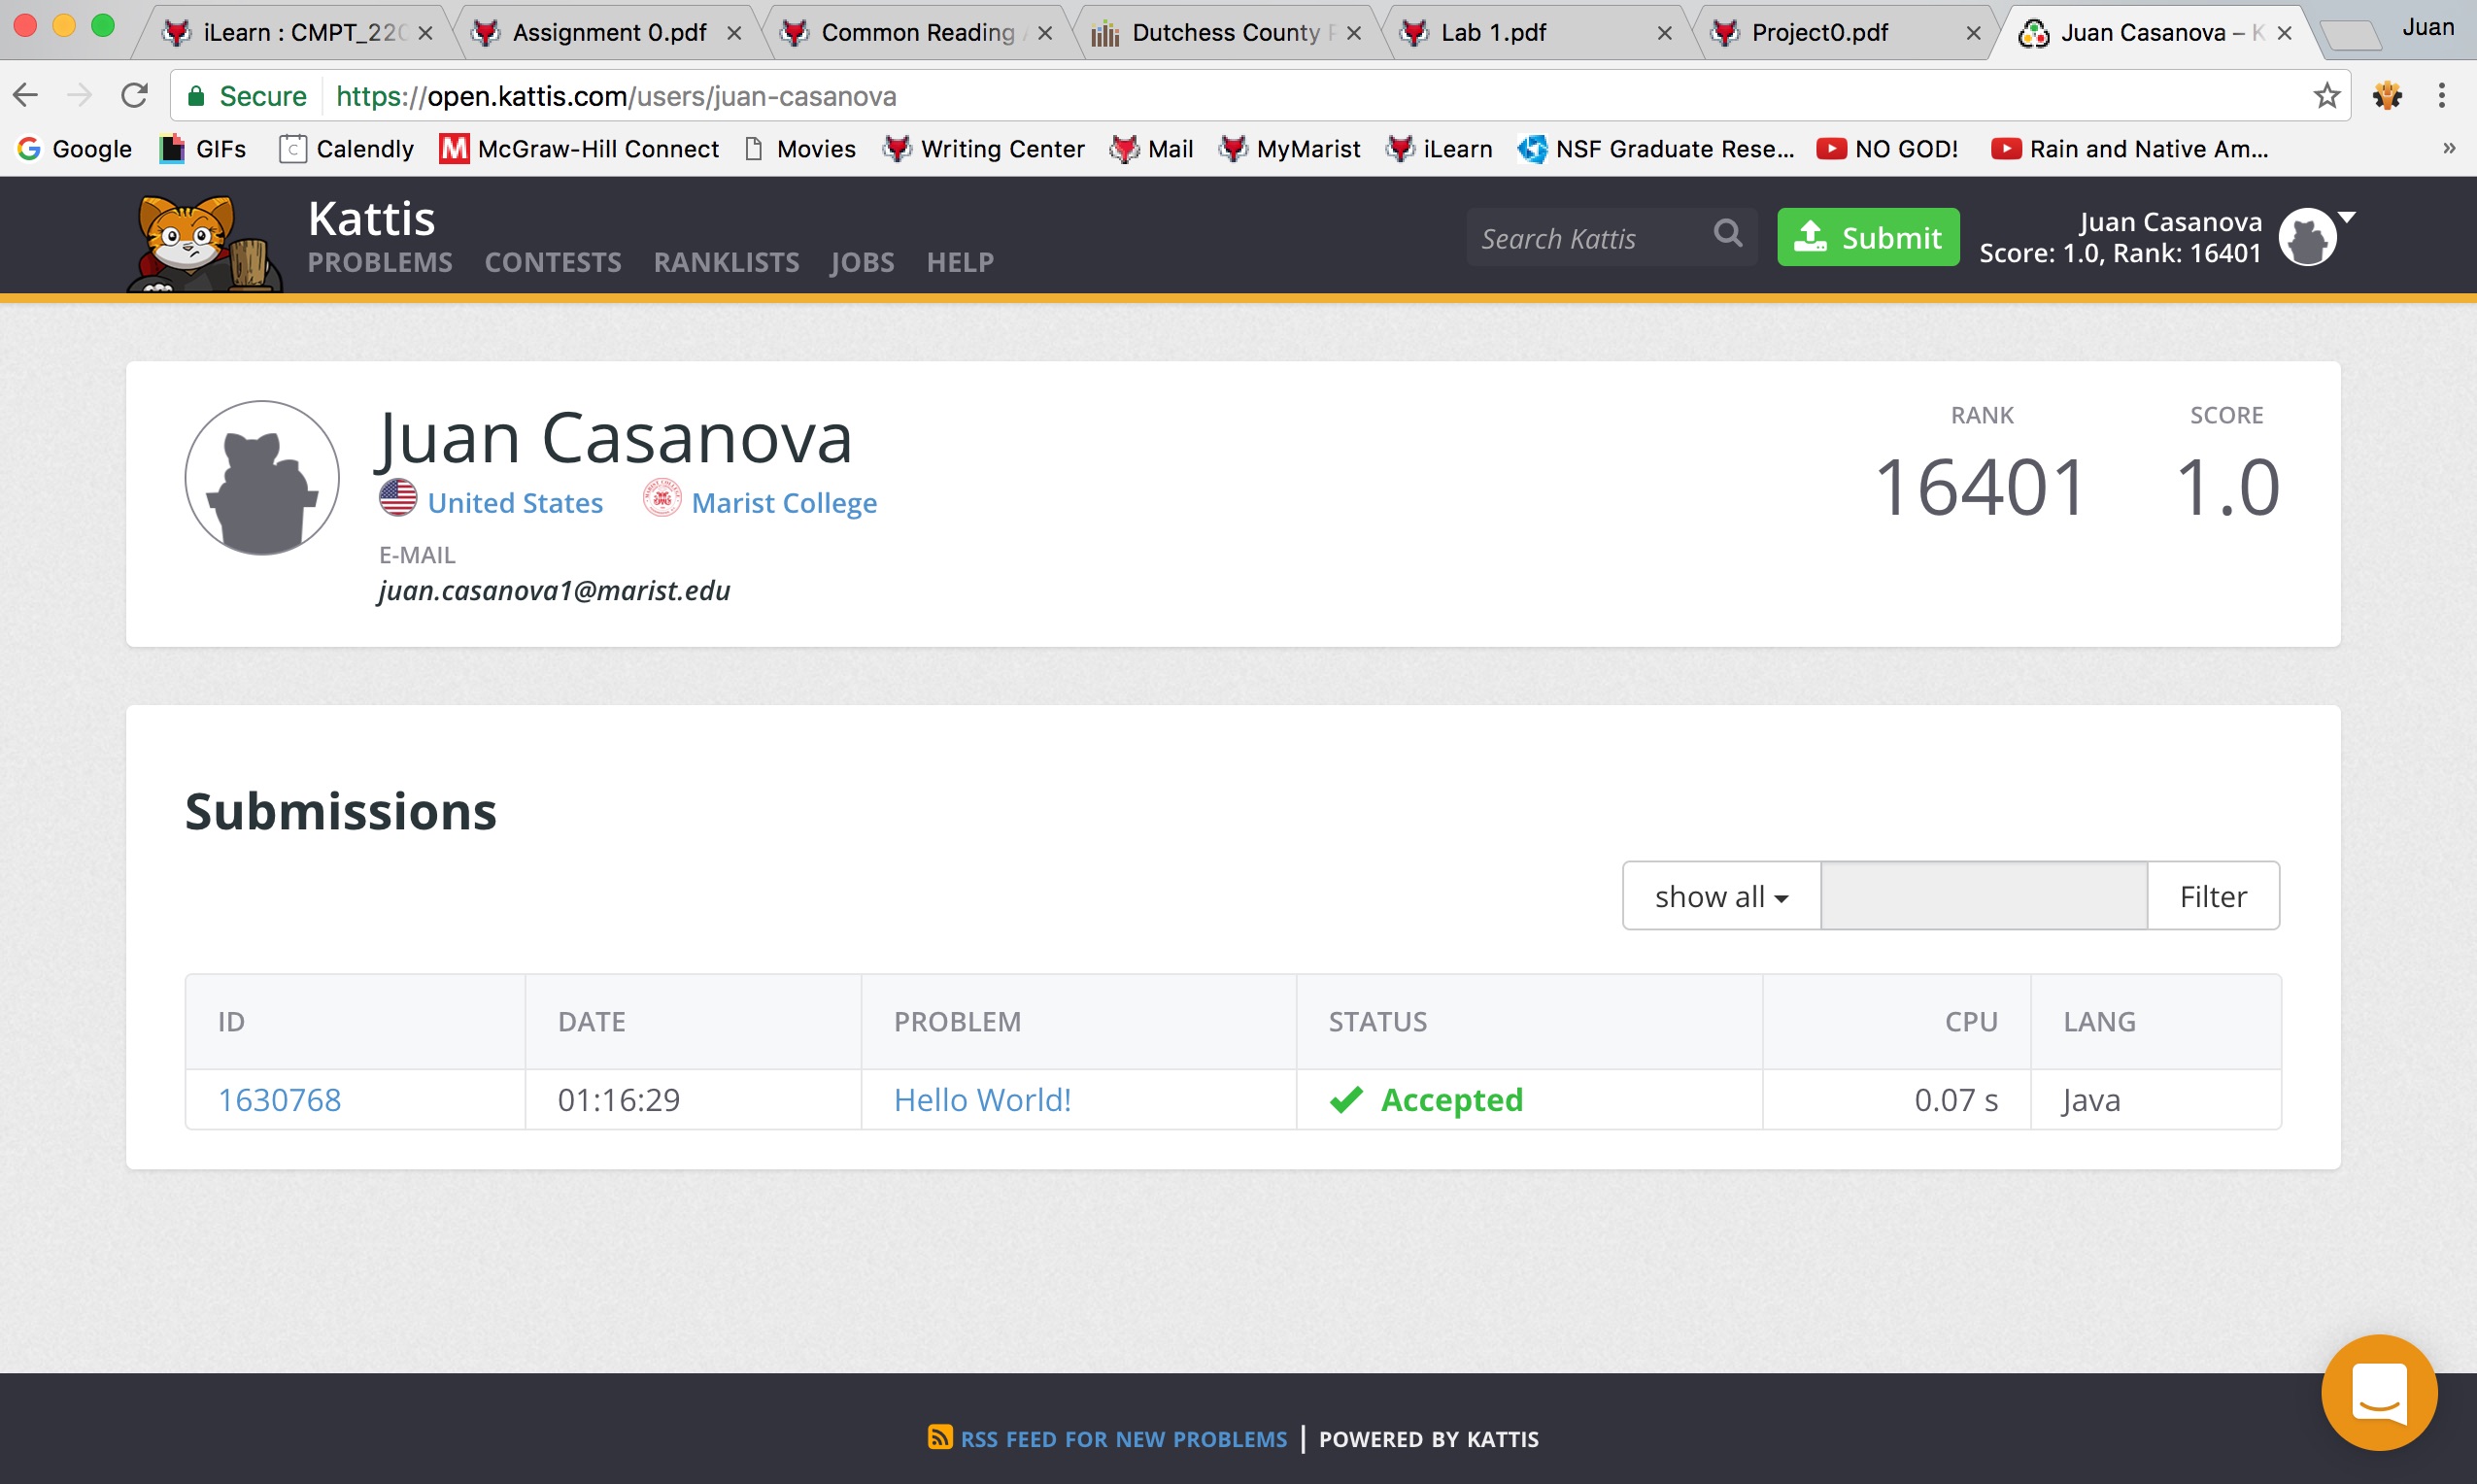 iLearn : CMPT_220
Assignment 0.pdf
Common Reading
Dutchess County
Lab 1.pdf
Project0.pdf
Juan Casanova – K
Juan
Secure https://open.kattis.com/users/juan-casanova
Google GIFs Calendly McGraw-Hill Connect Movies Writing Center Mail MyMarist iLearn NSF Graduate Rese... NO GOD! Rain and Native Am... »
Kattis
PROBLEMS CONTESTS RANKLISTS JOBS HELP
Search Kattis
Submit
Juan Casanova
Score: 1.0, Rank: 16401
Juan Casanova
United States Marist College
E-MAIL
juan.casanova1@marist.edu
RANK SCORE
16401 1.0
Submissions
show all Filter
ID DATE PROBLEM STATUS CPU LANG
1630768 01:16:29 Hello World! Accepted 0.07 s Java
RSS FEED FOR NEW PROBLEMS | POWERED BY KATTIS